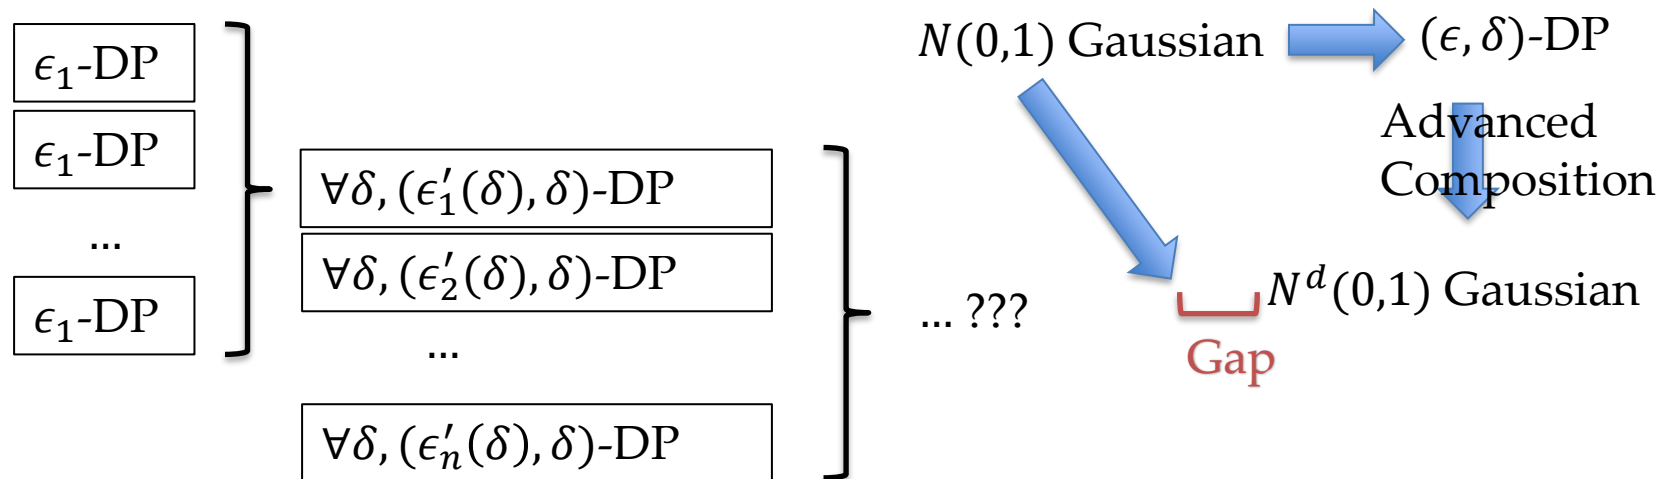 ϵ₁-DP
ϵ₁-DP
...
ϵ₁-DP
∀δ, (ϵ′₁(δ), δ)-DP
∀δ, (ϵ′₂(δ), δ)-DP
...
∀δ, (ϵ′ₙ(δ), δ)-DP
... ???
N(0,1) Gaussian
(ϵ, δ)-DP
Advanced
Composition
Nᵈ(0,1) Gaussian
Gap